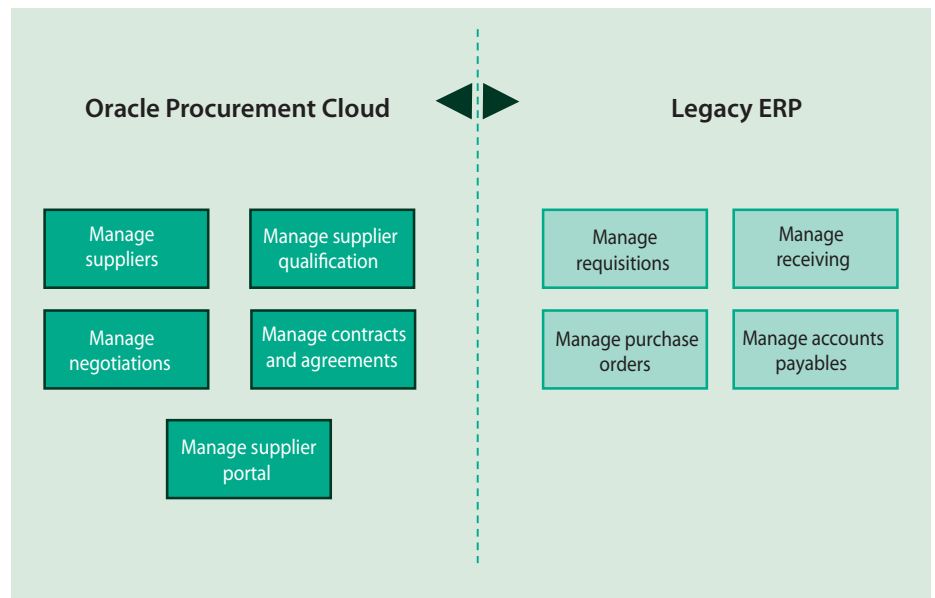 Oracle Procurement Cloud
Legacy ERP
Manage
suppliers
Manage supplier
qualification
Manage
requisitions
Manage
receiving
Manage
negotiations
Manage contracts
and agreements
Manage purchase
orders
Manage accounts
payables
Manage supplier
portal